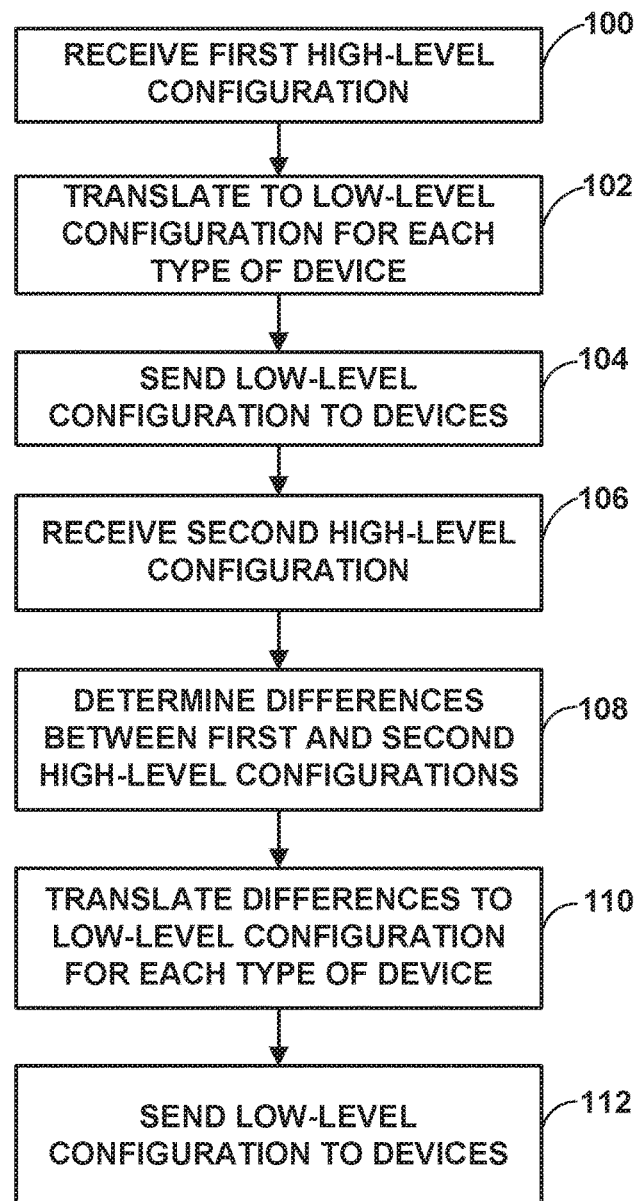 100
RECEIVE FIRST HIGH-LEVEL
CONFIGURATION
102
TRANSLATE TO LOW-LEVEL
CONFIGURATION FOR EACH
TYPE OF DEVICE
104
SEND LOW-LEVEL
CONFIGURATION TO DEVICES
106
RECEIVE SECOND HIGH-LEVEL
CONFIGURATION
108
DETERMINE DIFFERENCES
BETWEEN FIRST AND SECOND
HIGH-LEVEL CONFIGURATIONS
110
TRANSLATE DIFFERENCES TO
LOW-LEVEL CONFIGURATION
FOR EACH TYPE OF DEVICE
112
SEND LOW-LEVEL
CONFIGURATION TO DEVICES